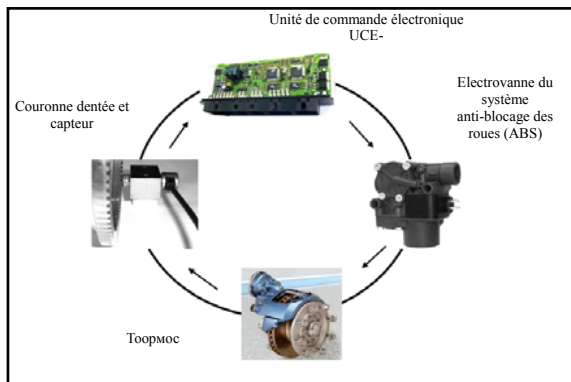 Unité de commande électronique
UCE-
Couronne dentée et
capteur
Electrovanne du
système
anti-blocage des
roues (ABS)
Тоормос